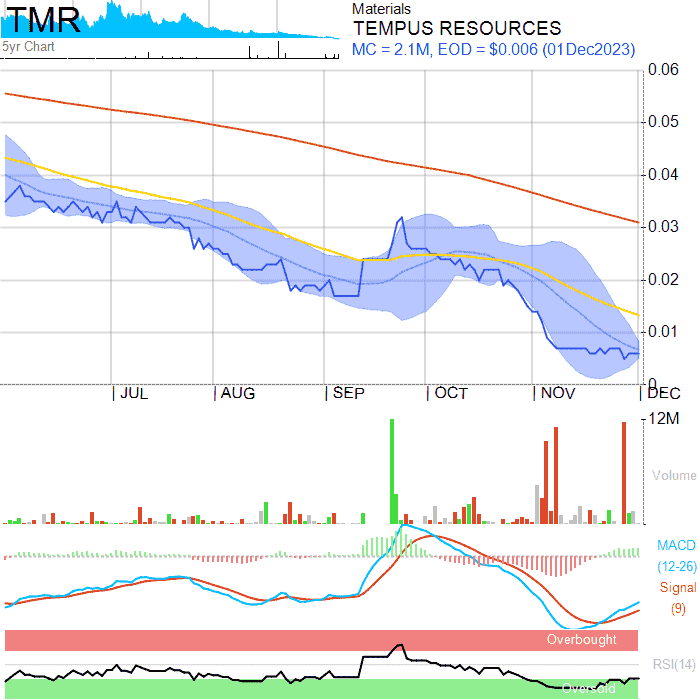 TMR
5yr Chart
Materials
TEMPUS RESOURCES
MC = 2.1M, EOD = $0.006 (01Dec2023)
0.06
0.05
0.04
0.03
0.02
0.01
0
JUL AUG SEP OCT NOV DEC
12M
Volume
MACD
(12-26)
Signal
(9)
Overbought
RSI(14)
Oversold